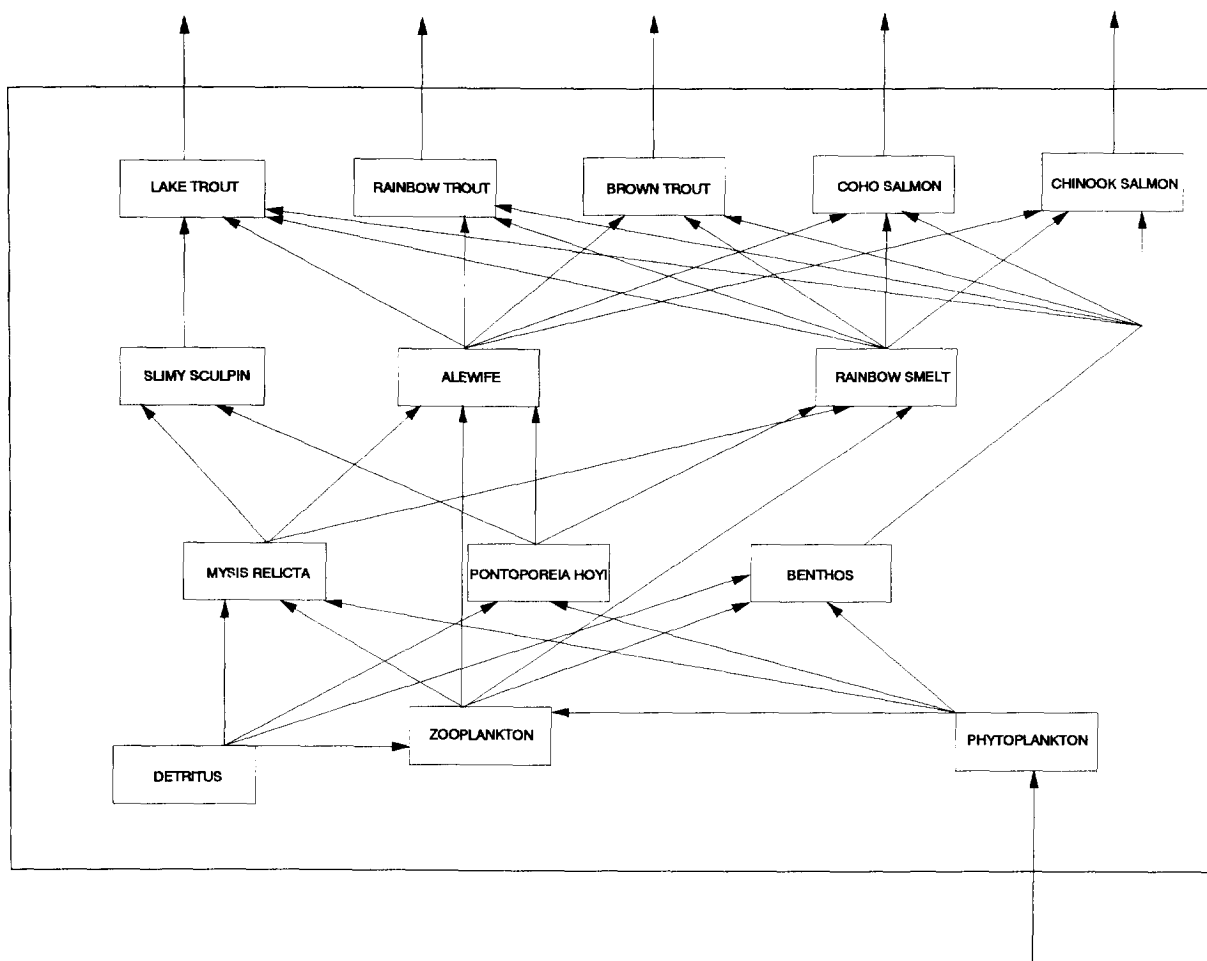 LAKE TROUT
RAINBOW TROUT
BROWN TROUT
COHO SALMON
CHINOOK SALMON
SLIMY SCULPIN
ALEWIFE
RAINBOW SMELT
MYSIS RELICTA
PONTOPOREIA HOYI
BENTHOS
ZOOPLANKTON
PHYTOPLANKTON
DETRITUS